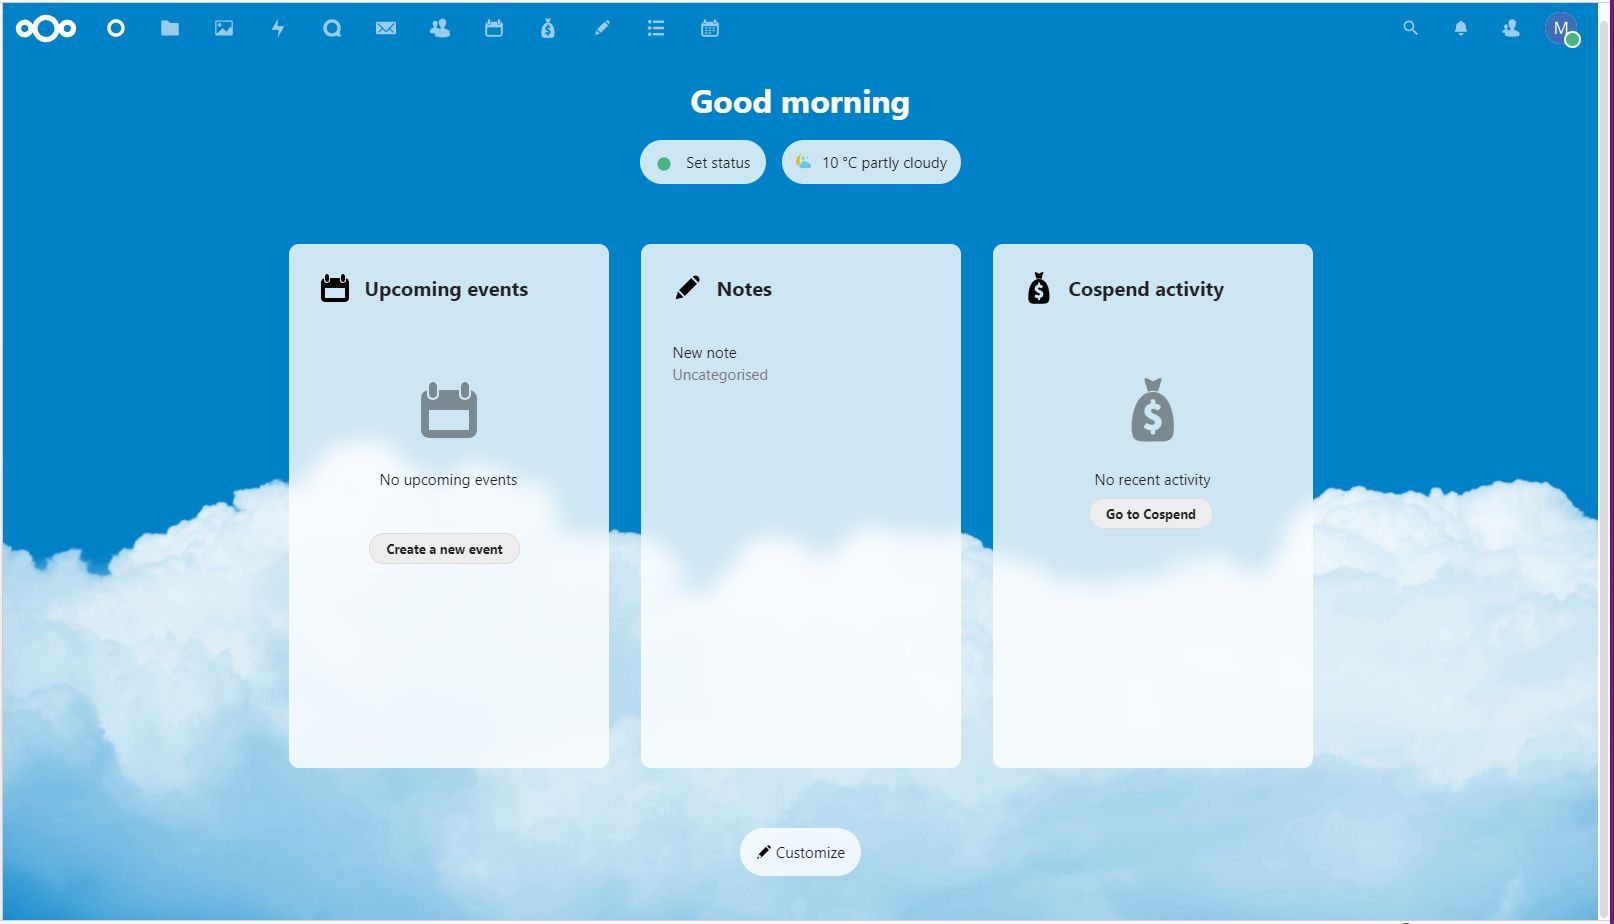 M
Good morning
Set status
10 °C partly cloudy
Upcoming events
No upcoming events
Create a new event
Notes
New note
Uncategorised
Cospend activity
No recent activity
Go to Cospend
Customize